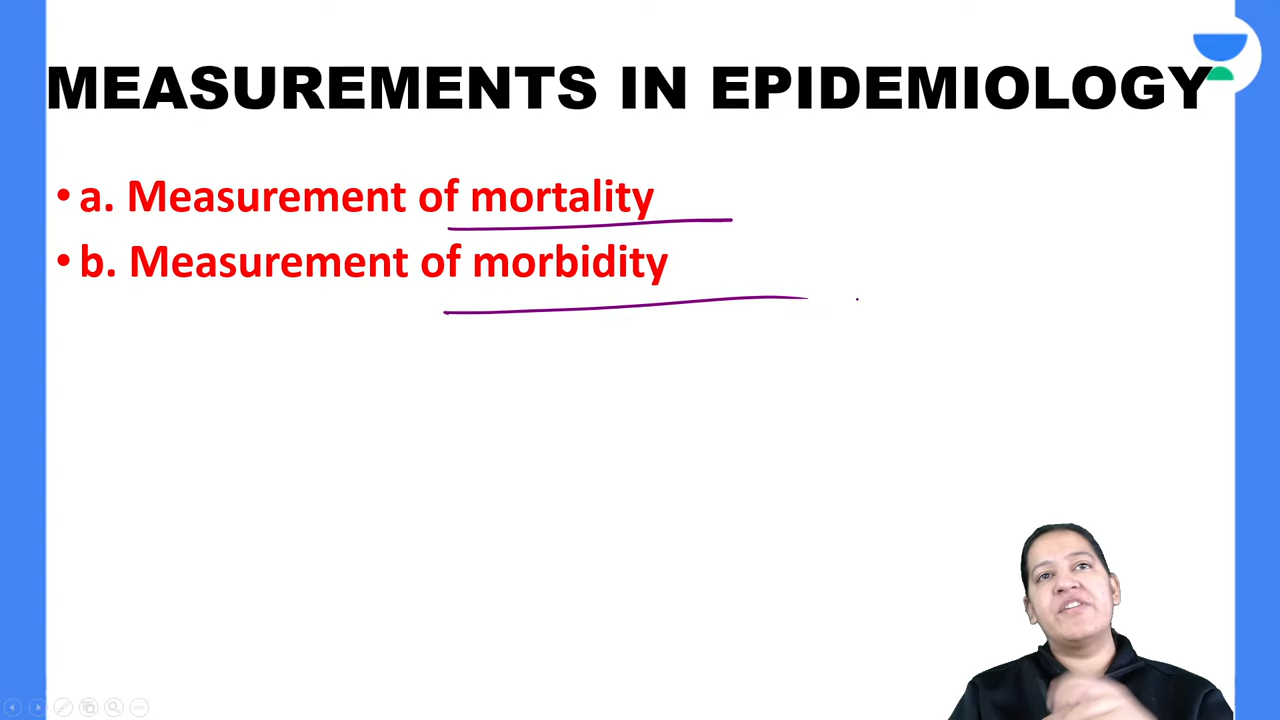 MEASUREMENTS IN EPIDEMIOLOGY
• a. Measurement of mortality
• b. Measurement of morbidity